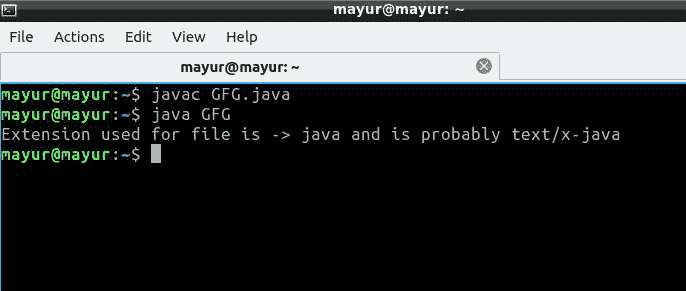 mayur@mayur: ~
File Actions Edit View Help
mayur@mayur: ~
mayur@mayur:~$ javac GFG.java
mayur@mayur:~$ java GFG
Extension used for file is -> java and is probably text/x-java
mayur@mayur:~$